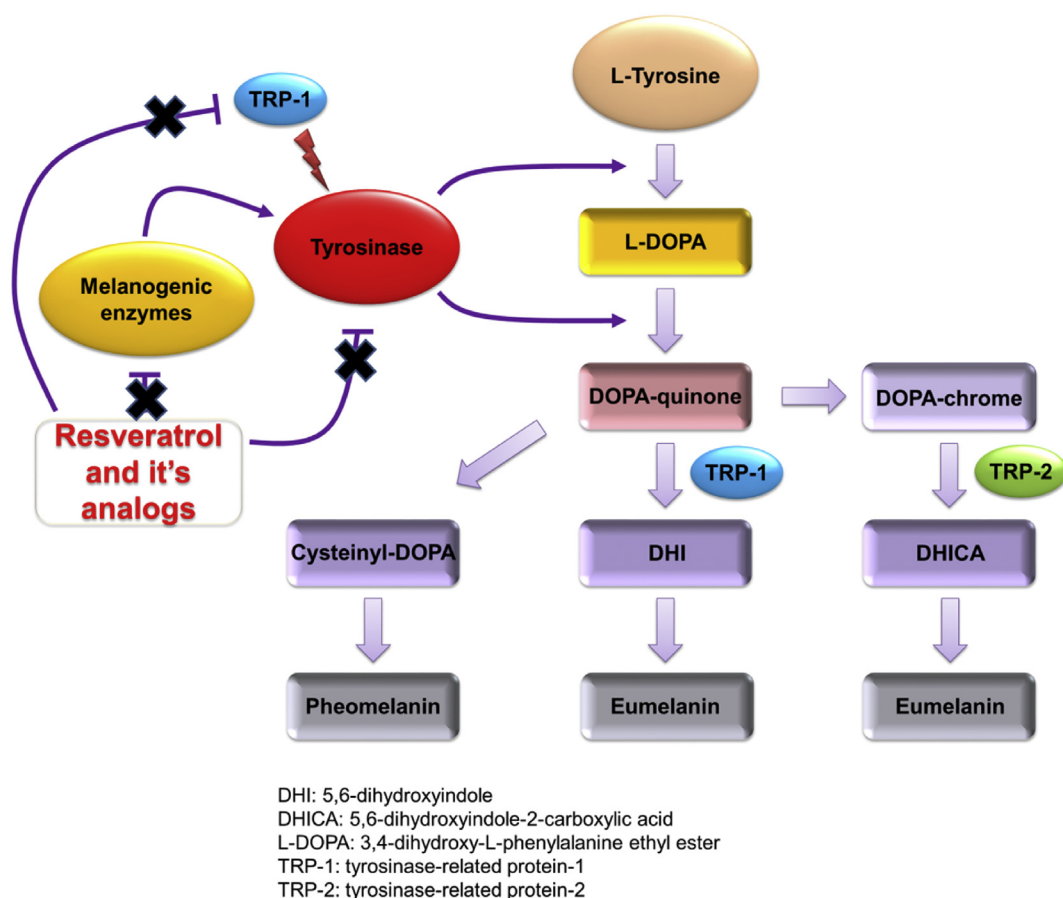 L-Tyrosine
TRP-1
Tyrosinase
L-DOPA
Melanogenic
enzymes
DOPA-quinone
DOPA-chrome
Resveratrol
and it's
analogs
TRP-1
TRP-2
Cysteinyl-DOPA
DHI
DHICA
Pheomelanin
Eumelanin
Eumelanin
DHI: 5,6-dihydroxyindole
DHICA: 5,6-dihydroxyindole-2-carboxylic acid
L-DOPA: 3,4-dihydroxy-L-phenylalanine ethyl ester
TRP-1: tyrosinase-related protein-1
TRP-2: tyrosinase-related protein-2